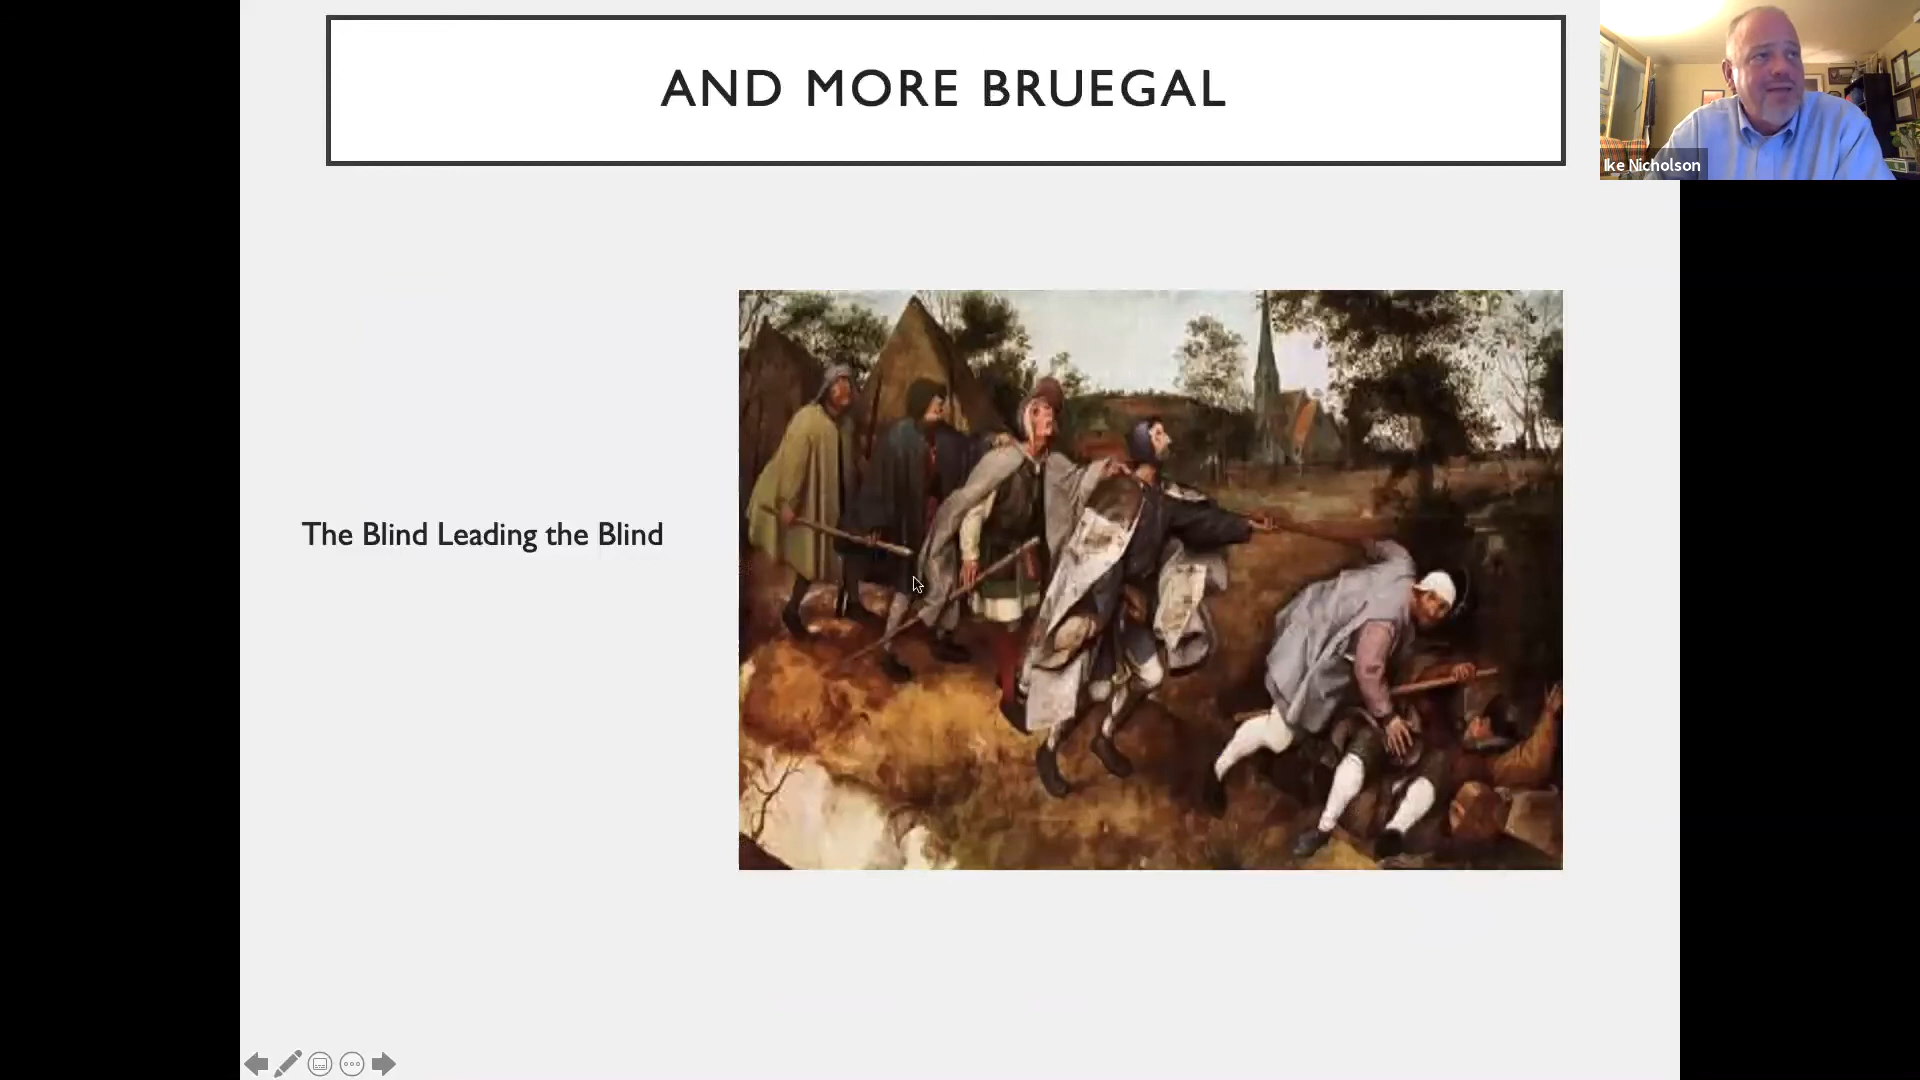 AND MORE BRUEGAL
Ike Nicholson
The Blind Leading the Blind